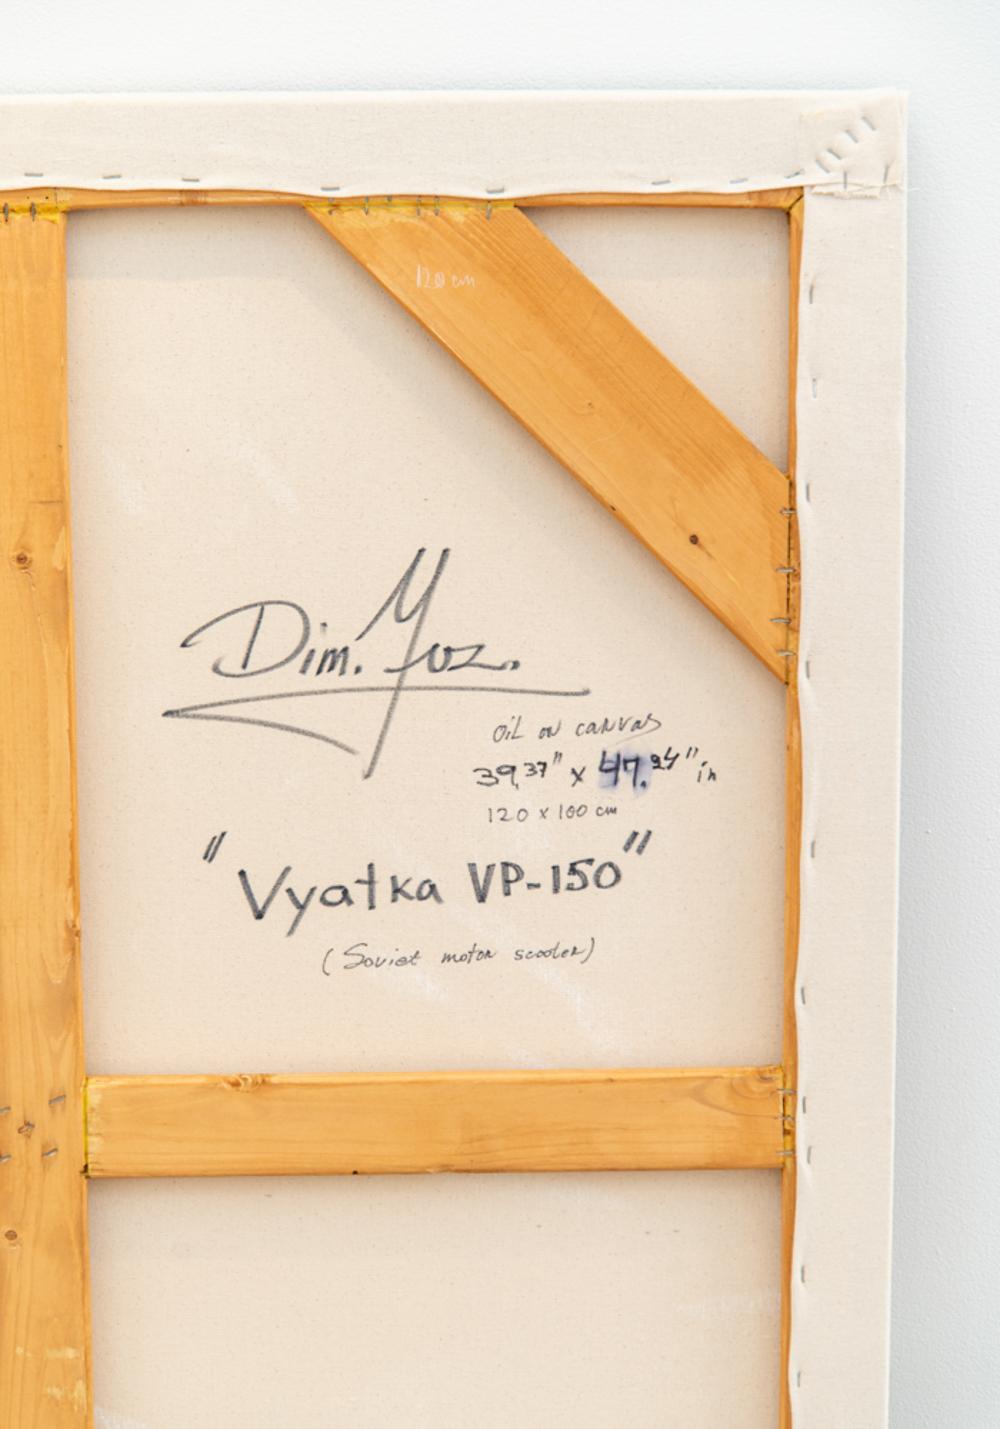 120 cm
Dim. Yuz.
oil on canvas
39,37" x 47.24" in
120 x 100 cm
"Vyatka VP-150"
(Soviet motor scooter)